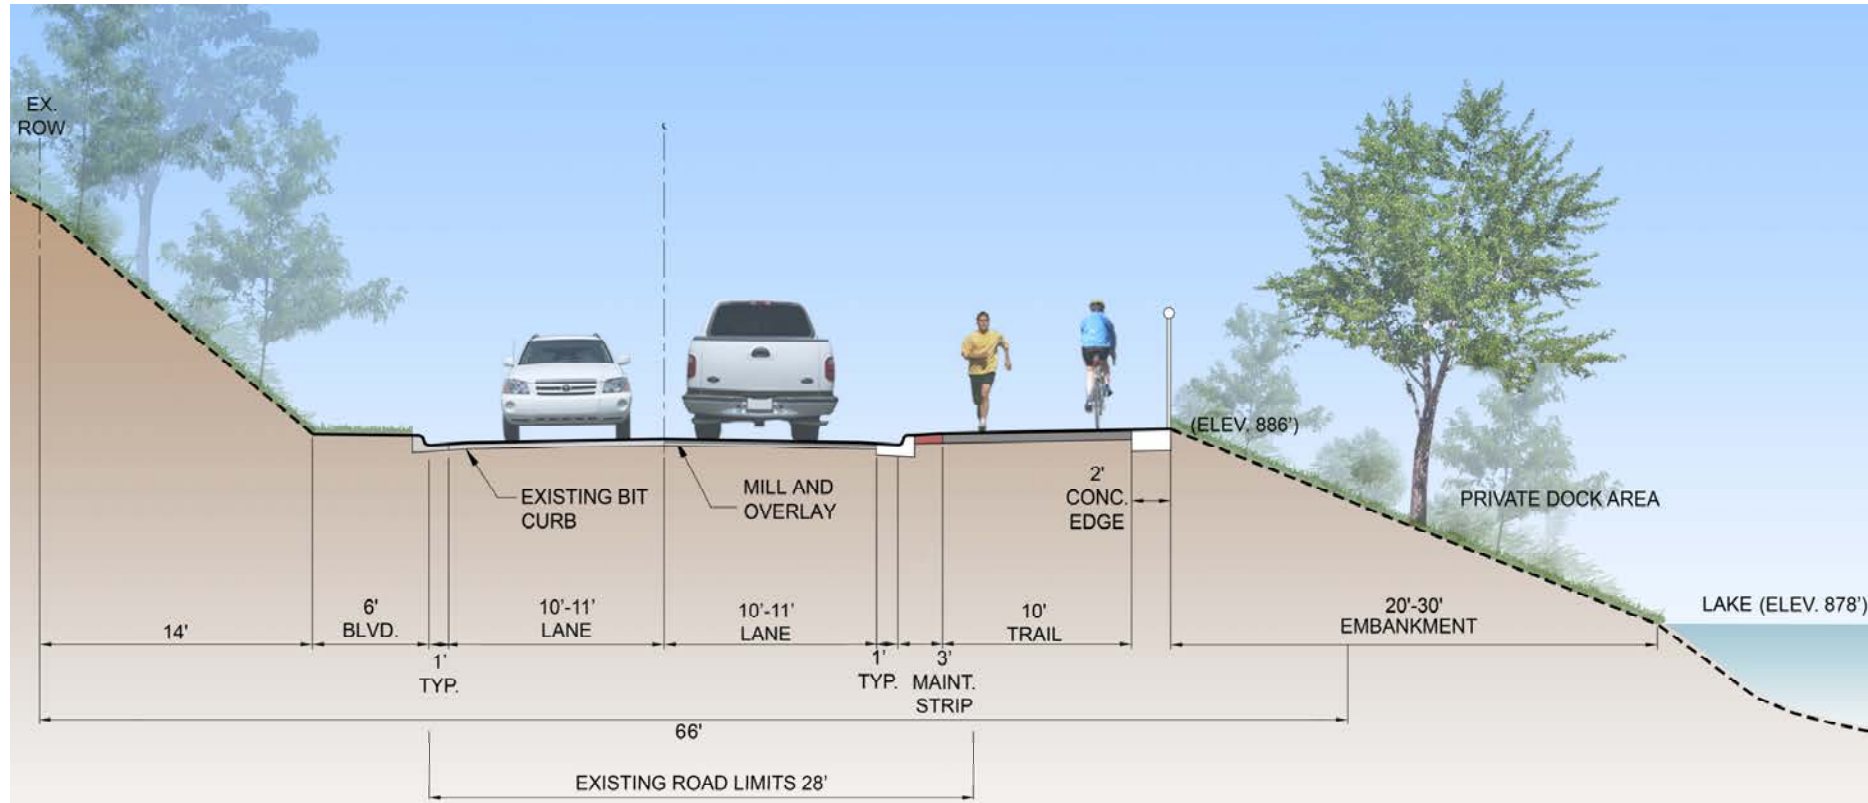 EX.
ROW
(ELEV. 886')
2'
CONC.
EDGE
EXISTING BIT
CURB
MILL AND
OVERLAY
PRIVATE DOCK AREA
LAKE (ELEV. 878')
14'
6'
BLVD.
1'
TYP.
10'-11'
LANE
10'-11'
LANE
1'
TYP.
3'
MAINT.
STRIP
10'
TRAIL
20'-30'
EMBANKMENT
66'
EXISTING ROAD LIMITS 28'